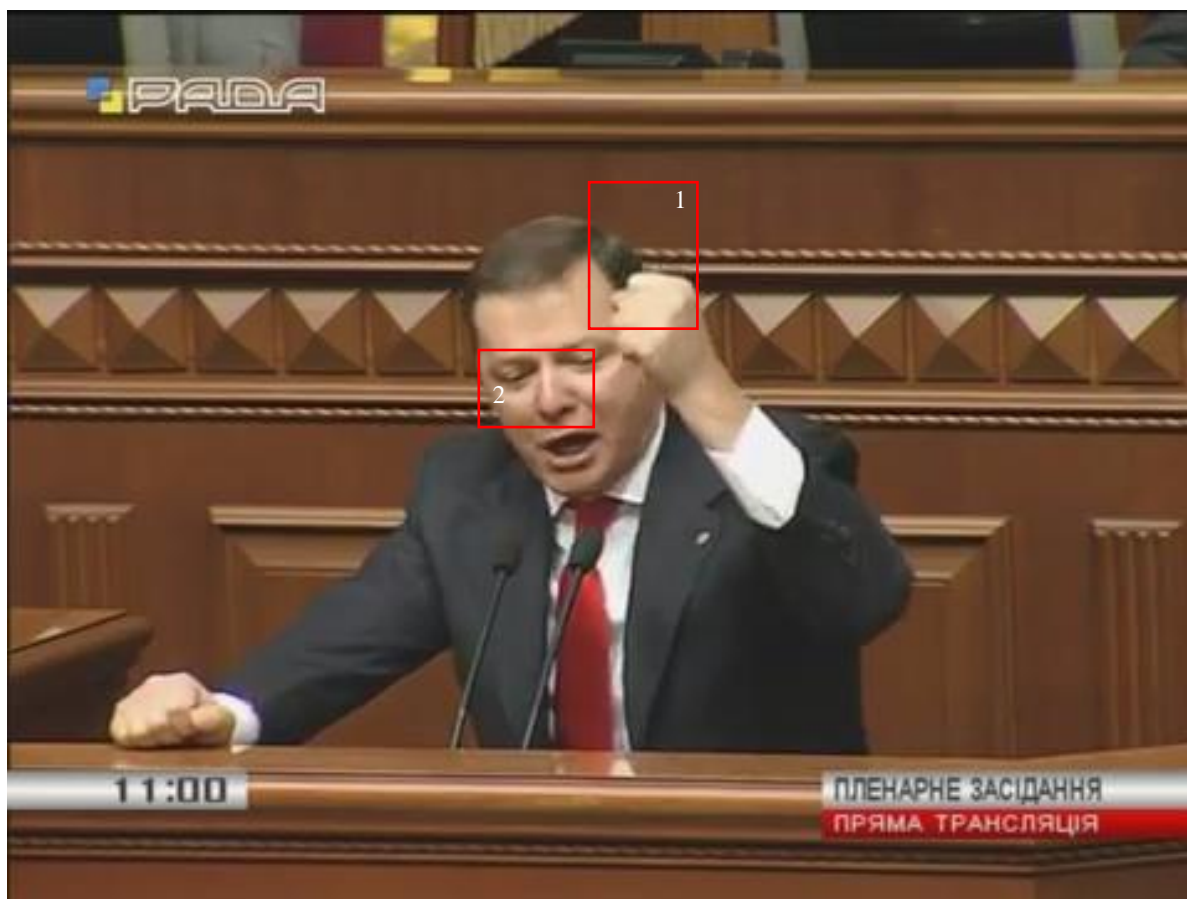 РАДА
1
2
11:00
ПЛЕНАРНЕ ЗАСІДАННЯ
ПРЯМА ТРАНСЛЯЦІЯ